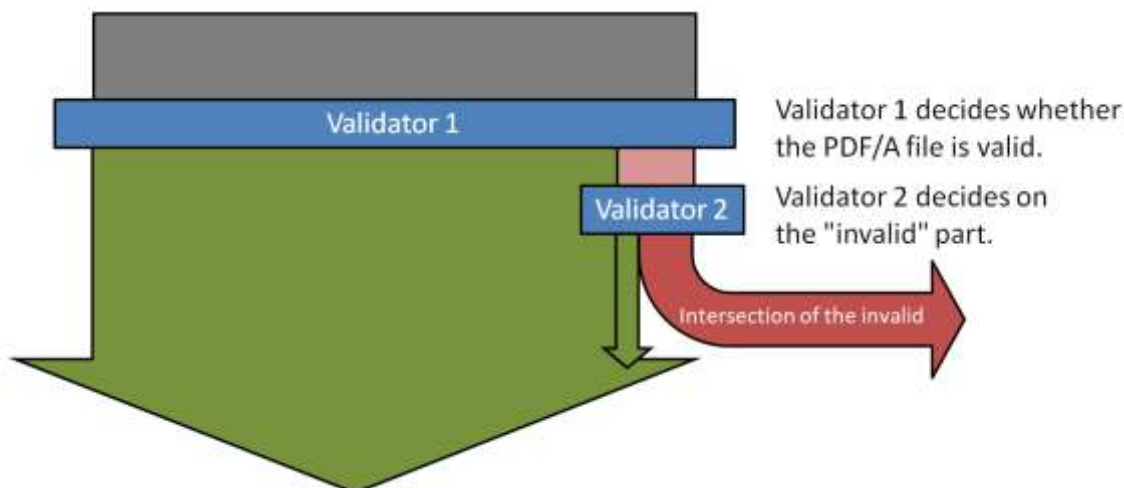 Validator 1
Validator 1 decides whether
the PDF/A file is valid.
Validator 2
Validator 2 decides on
the "invalid" part.
Intersection of the invalid